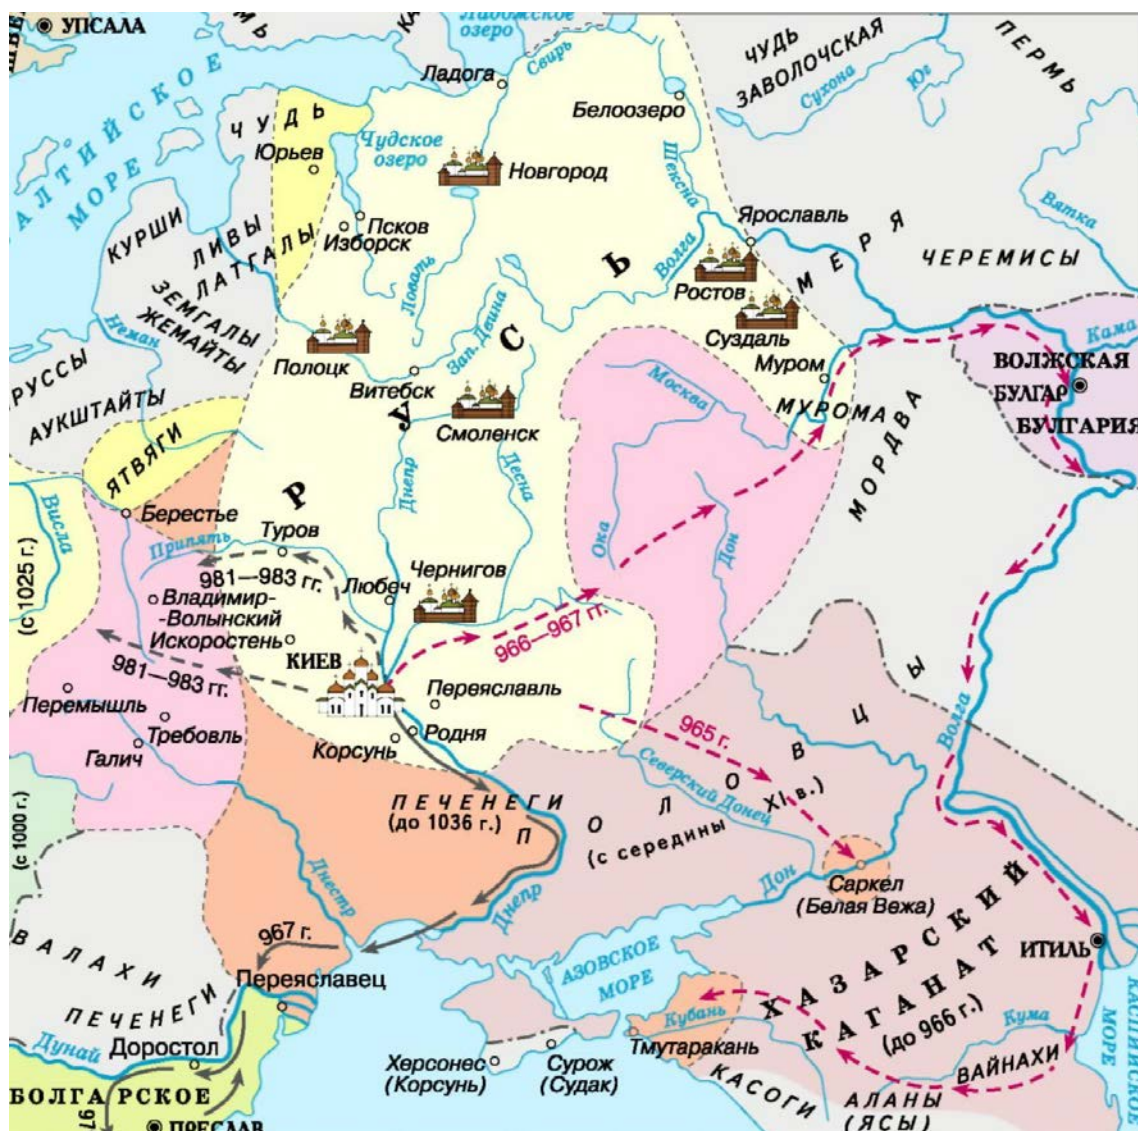 УПСАЛА
Ладожское
озеро
Свирь
Ладога
Белоозеро
ЧУДЬ
ЗАВОЛОЧСКАЯ
Сухона
Юг
ПЕРМЬ
БАЛТИЙСКОЕ
МОРЕ
ЧУДЬ
Юрьев
Чудское
озеро
Новгород
Шексна
Вятка
КУРШИ
ЛИВЫ
ЛАТГАЛЫ
ЗЕМГАЛЫ
ЖЕМАЙТЫ
Псков
Изборск
Ловать
Ярославль
Волга
Ростов
МЕРЯ
ЧЕРЕМИСЫ
Суздаль
Неман
Полоцк
Зап. Двина
Витебск
Муром
Москва
МУРОМА
Кама
ВОЛЖСКАЯ
БУЛГАР
БУЛГАРИЯ
ПРУССЫ
АУКШТАЙТЫ
Смоленск
РУСЬ
МОРДВА
ЯТВЯГИ
Днепр
Десна
Берестье
Висла
Припять
Туров
981—983 гг.
Любеч
Чернигов
Ока
Дон
(с 1025 г.)
Владимир-
-Волынский
Искоростень
КИЕВ
966—967 гг.
981—983 гг.
Перемышль
Требовль
Галич
Переяславль
Корсунь
Родня
965 г.
Северский Донец
Волга
ПОЛОВЦЫ
(с середины XI в.)
ПЕЧЕНЕГИ
(до 1036 г.)
(с 1000 г.)
Днестр
Днепр
Дон
Саркел
(Белая Вежа)
967 г.
ВАЛАХИ
ПЕЧЕНЕГИ
Переяславец
АЗОВСКОЕ
МОРЕ
ХАЗАРСКИЙ
КАГАНАТ
(до 966 г.)
ИТИЛЬ
КАСПИЙСКОЕ
МОРЕ
Кубань
Кума
Тмутаракань
Дунай
Доростол
Херсонес
(Корсунь)
Сурож
(Судак)
КАСОГИ
ВАЙНАХИ
АЛАНЫ
(ЯСЫ)
БОЛГАРСКОЕ
ПРЕСЛАВ